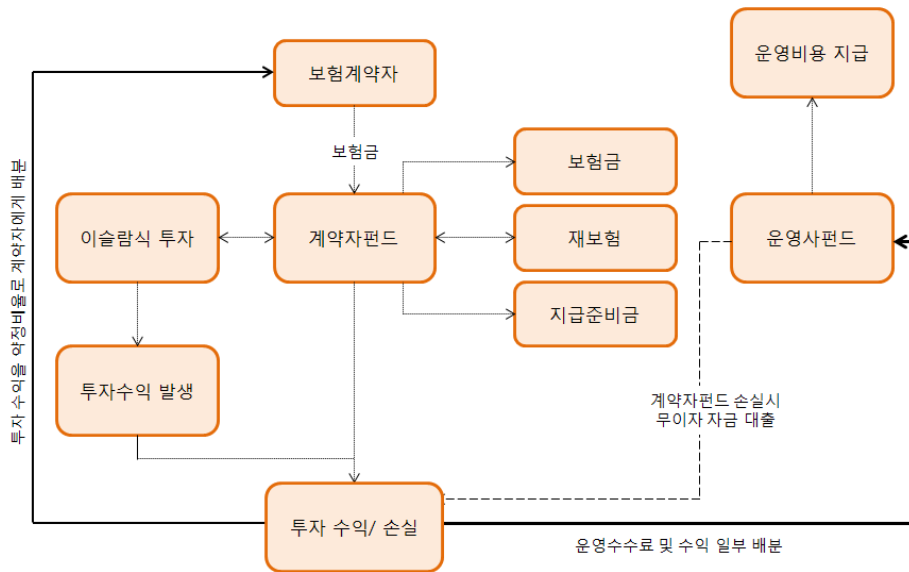 보험계약자
운영비용 지급
보험금
보험금
이슬람식 투자
계약자펀드
재보험
운영사펀드
지급준비금
투자수익 발생
계약자펀드 손실시
무이자 자금 대출
투자 수익/ 손실
운영수수료 및 수익 일부 배분
투자 수익을 약정비율로 계약자에게 배분